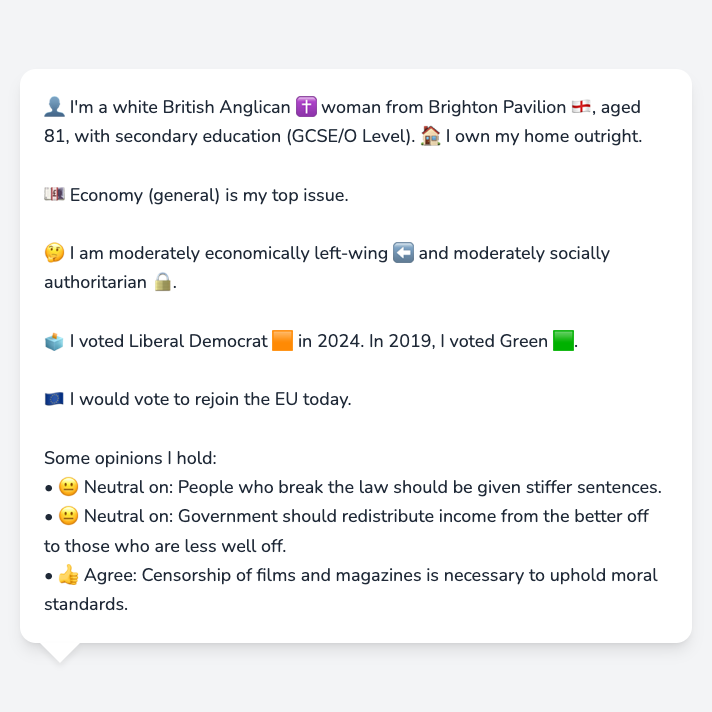 👤 I'm a white British Anglican ✝️ woman from Brighton Pavilion 🏴󠁧󠁢󠁥󠁮󠁧󠁿, aged
81, with secondary education (GCSE/O Level). 🏠 I own my home outright.
💷 Economy (general) is my top issue.
🤔 I am moderately economically left-wing ⬅️ and moderately socially
authoritarian 🔒.
🗳️ I voted Liberal Democrat 🟧 in 2024. In 2019, I voted Green 🟩.
🇪🇺 I would vote to rejoin the EU today.
Some opinions I hold:
• 😐 Neutral on: People who break the law should be given stiffer sentences.
• 😐 Neutral on: Government should redistribute income from the better off
to those who are less well off.
• 👍 Agree: Censorship of films and magazines is necessary to uphold moral
standards.